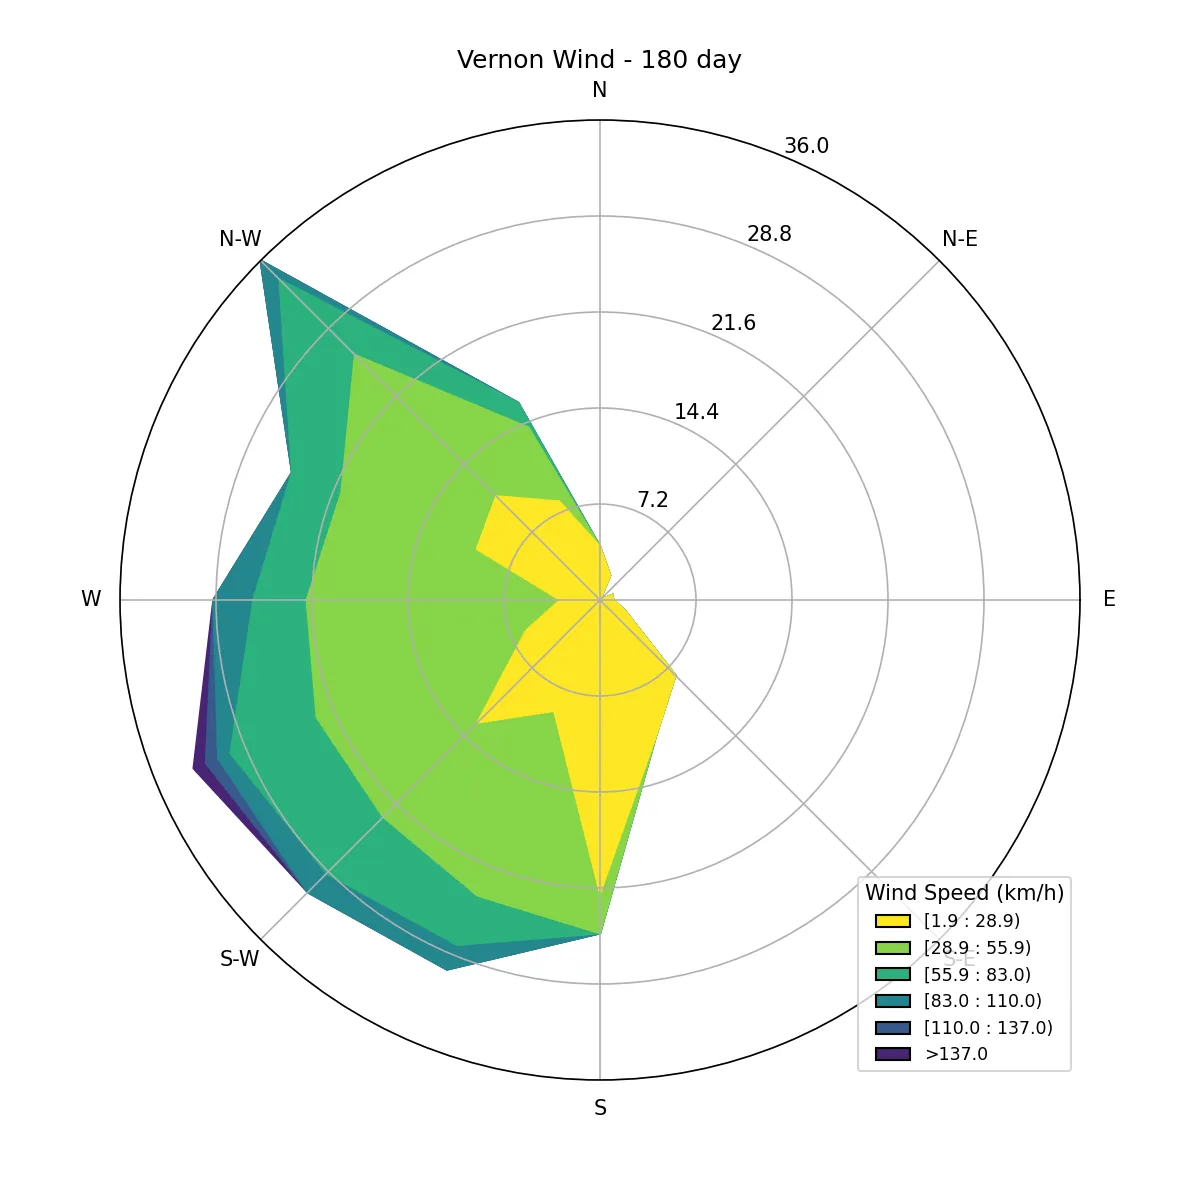 Vernon Wind - 180 day
N
36.0
28.8
N-W
N-E
21.6
14.4
7.2
W
E
S-W
S-E
Wind Speed (km/h)
[1.9 : 28.9)
[28.9 : 55.9)
[55.9 : 83.0)
[83.0 : 110.0)
[110.0 : 137.0)
>137.0
S